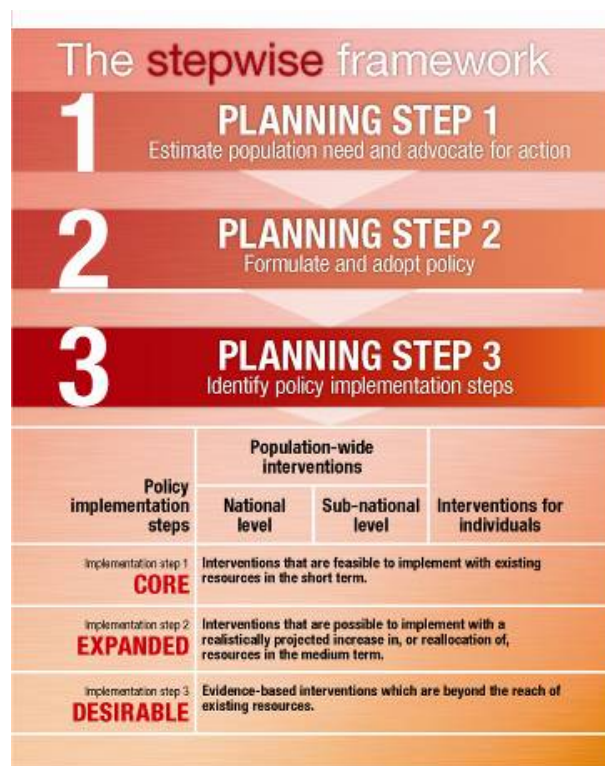 The stepwise framework
1
PLANNING STEP 1
Estimate population need and advocate for action
2
PLANNING STEP 2
Formulate and adopt policy
3
PLANNING STEP 3
Identify policy implementation steps
Policy
implementation
steps
Population-wide
interventions
National
level
Sub-national
level
Interventions for
individuals
Implementation step 1
CORE
Interventions that are feasible to implement with existing
resources in the short term.
Implementation step 2
EXPANDED
Interventions that are possible to implement with a
realistically projected increase in, or reallocation of,
resources in the medium term.
Implementation step 3
DESIRABLE
Evidence-based interventions which are beyond the reach of
existing resources.